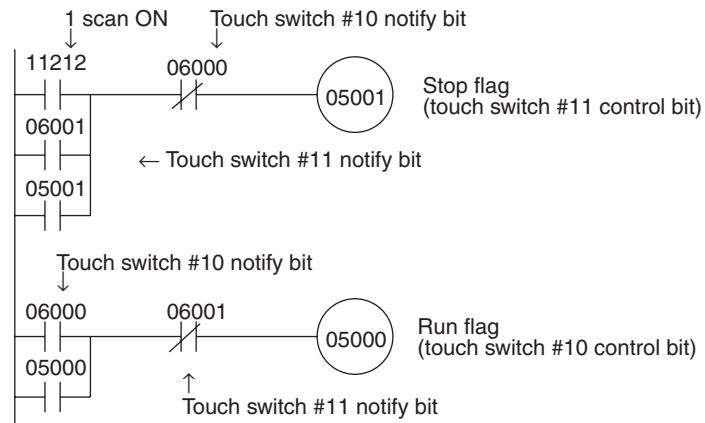 1 scan ON Touch switch #10 notify bit
↓ ↓
11212 06000
05001 Stop flag
(touch switch #11 control bit)
06001
← Touch switch #11 notify bit
05001
Touch switch #10 notify bit
↓
06000 06001
05000 Run flag
(touch switch #10 control bit)
05000
↑
Touch switch #11 notify bit